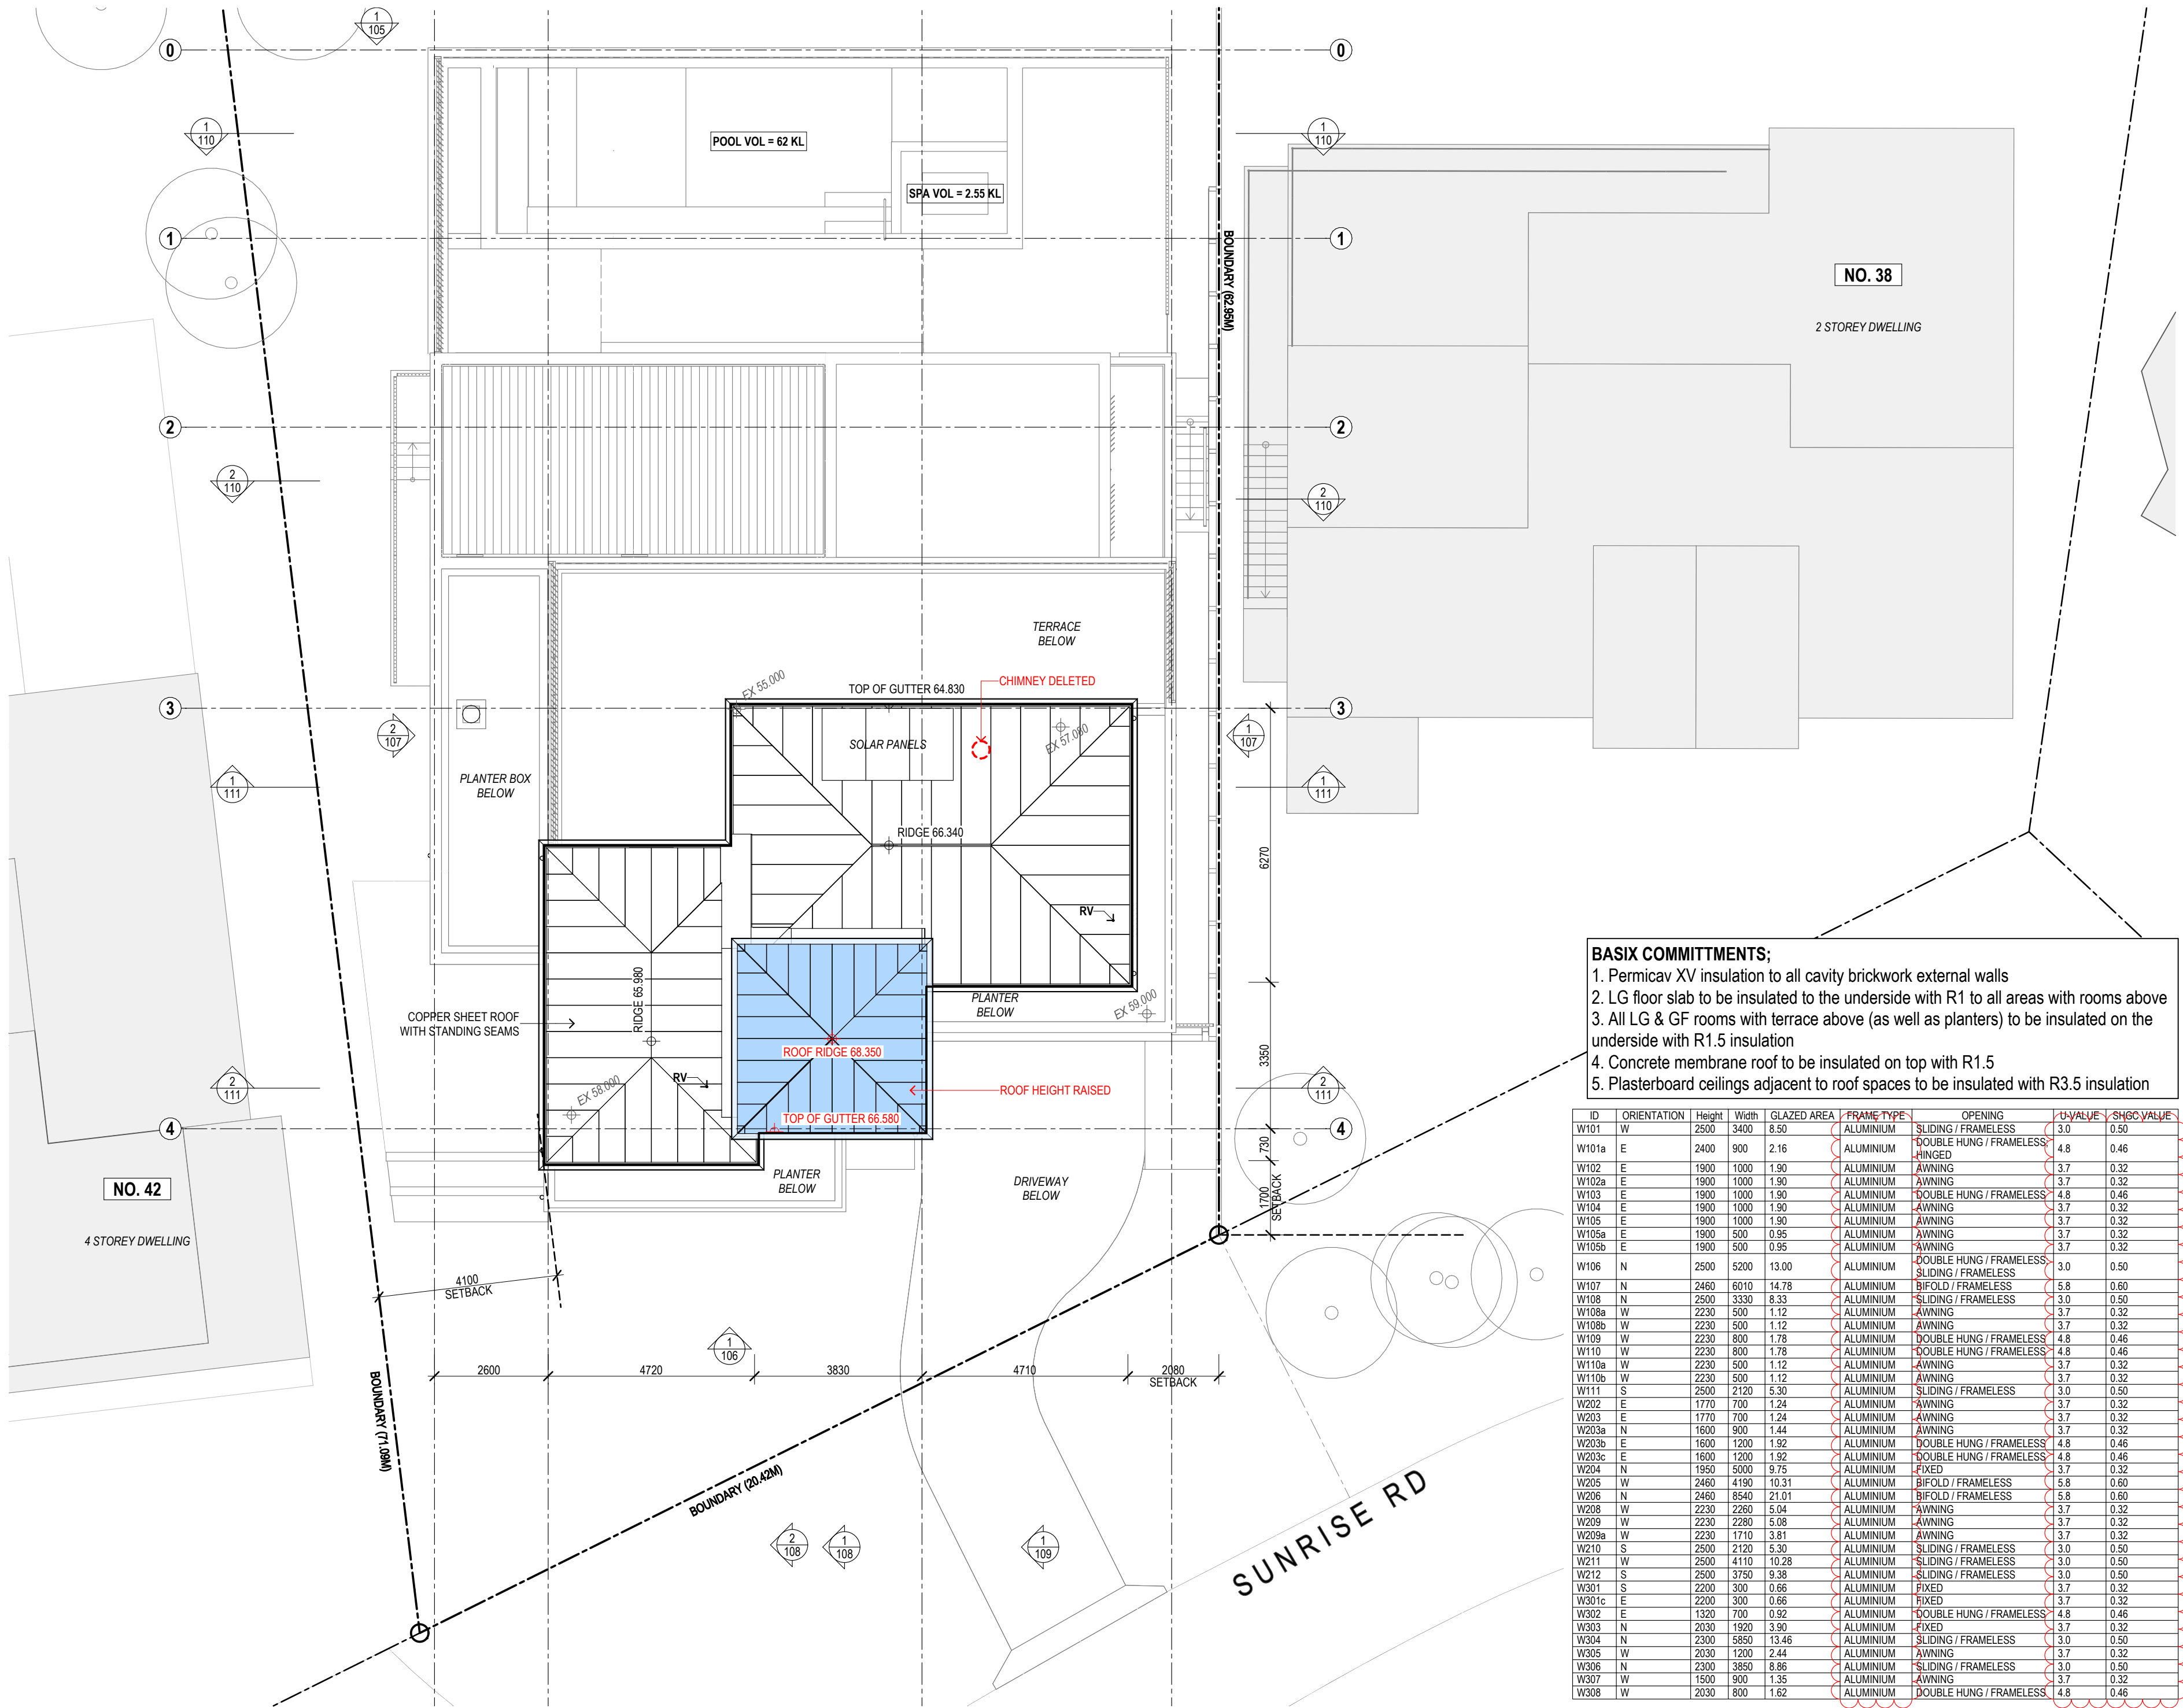 1
105
0
0
1
110
1
110
POOL VOL = 62 KL
SPA VOL = 2.55 KL
1
1
BOUNDARY (62.95M)
NO. 38
2 STOREY DWELLING
2
2
2
110
2
110
TERRACE
BELOW
EX 55.000
TOP OF GUTTER 64.830
CHIMNEY DELETED
3
3
2
107
1
107
SOLAR PANELS
EX 57.080
PLANTER BOX
BELOW
1
111
1
111
RIDGE 66.340
6270
RV
RIDGE 65.980
PLANTER
BELOW
EX 59.000
COPPER SHEET ROOF
WITH STANDING SEAMS
ROOF RIDGE 68.350
3350
RV
EX 58.000
ROOF HEIGHT RAISED
2
111
2
111
TOP OF GUTTER 66.580
4
4
730
PLANTER
BELOW
DRIVEWAY
BELOW
1700
SETBACK
NO. 42
4 STOREY DWELLING
4100
SETBACK
1
106
2600
4720
3830
4710
2080
SETBACK
BOUNDARY (71.09M)
BOUNDARY (20.42M)
2
108
1
108
1
109
SUNRISE RD
BASIX COMMITTMENTS;
1. Permicav XV insulation to all cavity brickwork external walls
2. LG floor slab to be insulated to the underside with R1 to all areas with rooms above
3. All LG & GF rooms with terrace above (as well as planters) to be insulated on the
underside with R1.5 insulation
4. Concrete membrane roof to be insulated on top with R1.5
5. Plasterboard ceilings adjacent to roof spaces to be insulated with R3.5 insulation
ID ORIENTATION Height Width GLAZED AREA FRAME TYPE OPENING U-VALUE SHGC VALUE
W101 W 2500 3400 8.50 ALUMINIUM SLIDING / FRAMELESS 3.0 0.50
W101a E 2400 900 2.16 ALUMINIUM DOUBLE HUNG / FRAMELESS, HINGED 4.8 0.46
W102 E 1900 1000 1.90 ALUMINIUM AWNING 3.7 0.32
W102a E 1900 1000 1.90 ALUMINIUM AWNING 3.7 0.32
W103 E 1900 1000 1.90 ALUMINIUM DOUBLE HUNG / FRAMELESS 4.8 0.46
W104 E 1900 1000 1.90 ALUMINIUM AWNING 3.7 0.32
W105 E 1900 1000 1.90 ALUMINIUM AWNING 3.7 0.32
W105a E 1900 500 0.95 ALUMINIUM AWNING 3.7 0.32
W105b E 1900 500 0.95 ALUMINIUM AWNING 3.7 0.32
W106 N 2500 5200 13.00 ALUMINIUM DOUBLE HUNG / FRAMELESS, SLIDING / FRAMELESS 3.0 0.50
W107 N 2460 6010 14.78 ALUMINIUM BIFOLD / FRAMELESS 5.8 0.60
W108 N 2500 3330 8.33 ALUMINIUM SLIDING / FRAMELESS 3.0 0.50
W108a W 2230 500 1.12 ALUMINIUM AWNING 3.7 0.32
W108b W 2230 500 1.12 ALUMINIUM AWNING 3.7 0.32
W109 W 2230 800 1.78 ALUMINIUM DOUBLE HUNG / FRAMELESS 4.8 0.46
W110 W 2230 800 1.78 ALUMINIUM DOUBLE HUNG / FRAMELESS 4.8 0.46
W110a W 2230 500 1.12 ALUMINIUM AWNING 3.7 0.32
W110b W 2230 500 1.12 ALUMINIUM AWNING 3.7 0.32
W111 S 2500 2120 5.30 ALUMINIUM SLIDING / FRAMELESS 3.0 0.50
W202 E 1770 700 1.24 ALUMINIUM AWNING 3.7 0.32
W203 E 1770 700 1.24 ALUMINIUM AWNING 3.7 0.32
W203a N 1600 900 1.44 ALUMINIUM AWNING 3.7 0.32
W203b E 1600 1200 1.92 ALUMINIUM DOUBLE HUNG / FRAMELESS 4.8 0.46
W203c E 1600 1200 1.92 ALUMINIUM DOUBLE HUNG / FRAMELESS 4.8 0.46
W204 N 1950 5000 9.75 ALUMINIUM FIXED 3.7 0.32
W205 W 2460 4190 10.31 ALUMINIUM BIFOLD / FRAMELESS 5.8 0.60
W206 N 2460 8540 21.01 ALUMINIUM BIFOLD / FRAMELESS 5.8 0.60
W208 W 2230 2260 5.04 ALUMINIUM AWNING 3.7 0.32
W209 W 2230 2280 5.08 ALUMINIUM AWNING 3.7 0.32
W209a W 2230 1710 3.81 ALUMINIUM AWNING 3.7 0.32
W210 S 2500 2120 5.30 ALUMINIUM SLIDING / FRAMELESS 3.0 0.50
W211 W 2500 4110 10.28 ALUMINIUM SLIDING / FRAMELESS 3.0 0.50
W212 S 2500 3750 9.38 ALUMINIUM SLIDING / FRAMELESS 3.0 0.50
W301 S 2200 300 0.66 ALUMINIUM FIXED 3.7 0.32
W301c E 2200 300 0.66 ALUMINIUM FIXED 3.7 0.32
W302 E 1320 700 0.92 ALUMINIUM DOUBLE HUNG / FRAMELESS 4.8 0.46
W303 N 2030 1920 3.90 ALUMINIUM FIXED 3.7 0.32
W304 N 2300 5850 13.46 ALUMINIUM SLIDING / FRAMELESS 3.0 0.50
W305 W 2030 1200 2.44 ALUMINIUM AWNING 3.7 0.32
W306 N 2300 3850 8.86 ALUMINIUM SLIDING / FRAMELESS 3.0 0.50
W307 W 1500 900 1.35 ALUMINIUM AWNING 3.7 0.32
W308 W 2030 800 1.62 ALUMINIUM DOUBLE HUNG / FRAMELESS 4.8 0.46